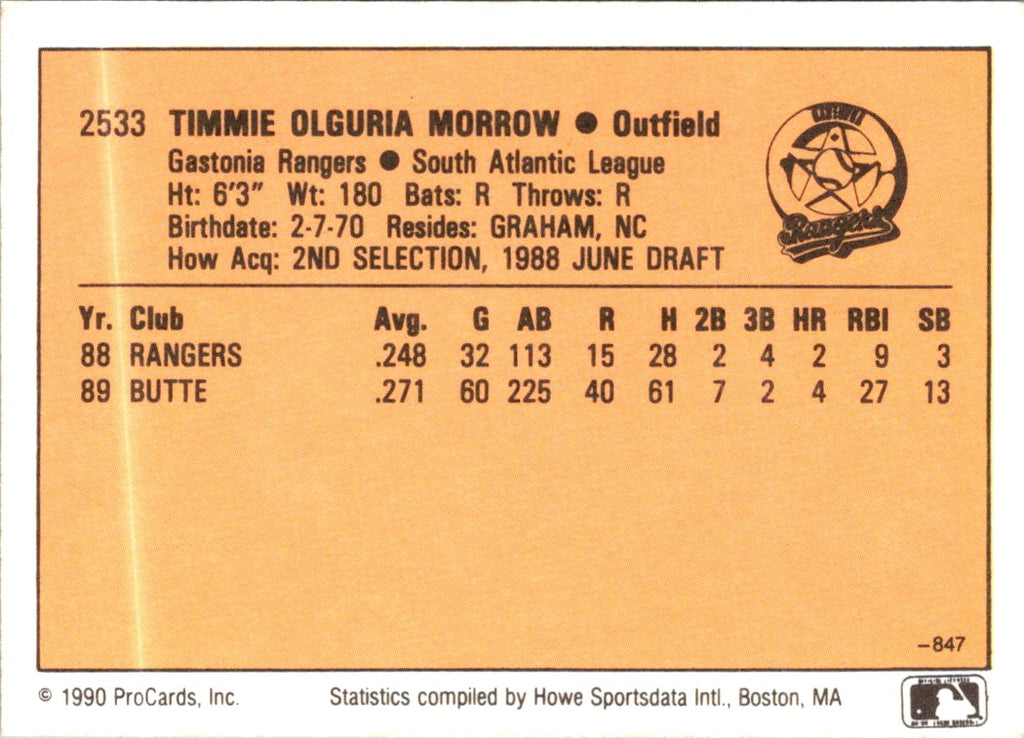 2533 TIMMIE OLGURIA MORROW ● Outfield
Gastonia Rangers ● South Atlantic League
Ht: 6'3" Wt: 180 Bats: R Throws: R
Birthdate: 2-7-70 Resides: GRAHAM, NC
How Acq: 2ND SELECTION, 1988 JUNE DRAFT
Rangers
Yr. Club Avg. G AB R H 2B 3B HR RBI SB
88 RANGERS .248 32 113 15 28 2 4 2 9 3
89 BUTTE .271 60 225 40 61 7 2 4 27 13
–847
© 1990 ProCards, Inc. Statistics compiled by Howe Sportsdata Intl., Boston, MA